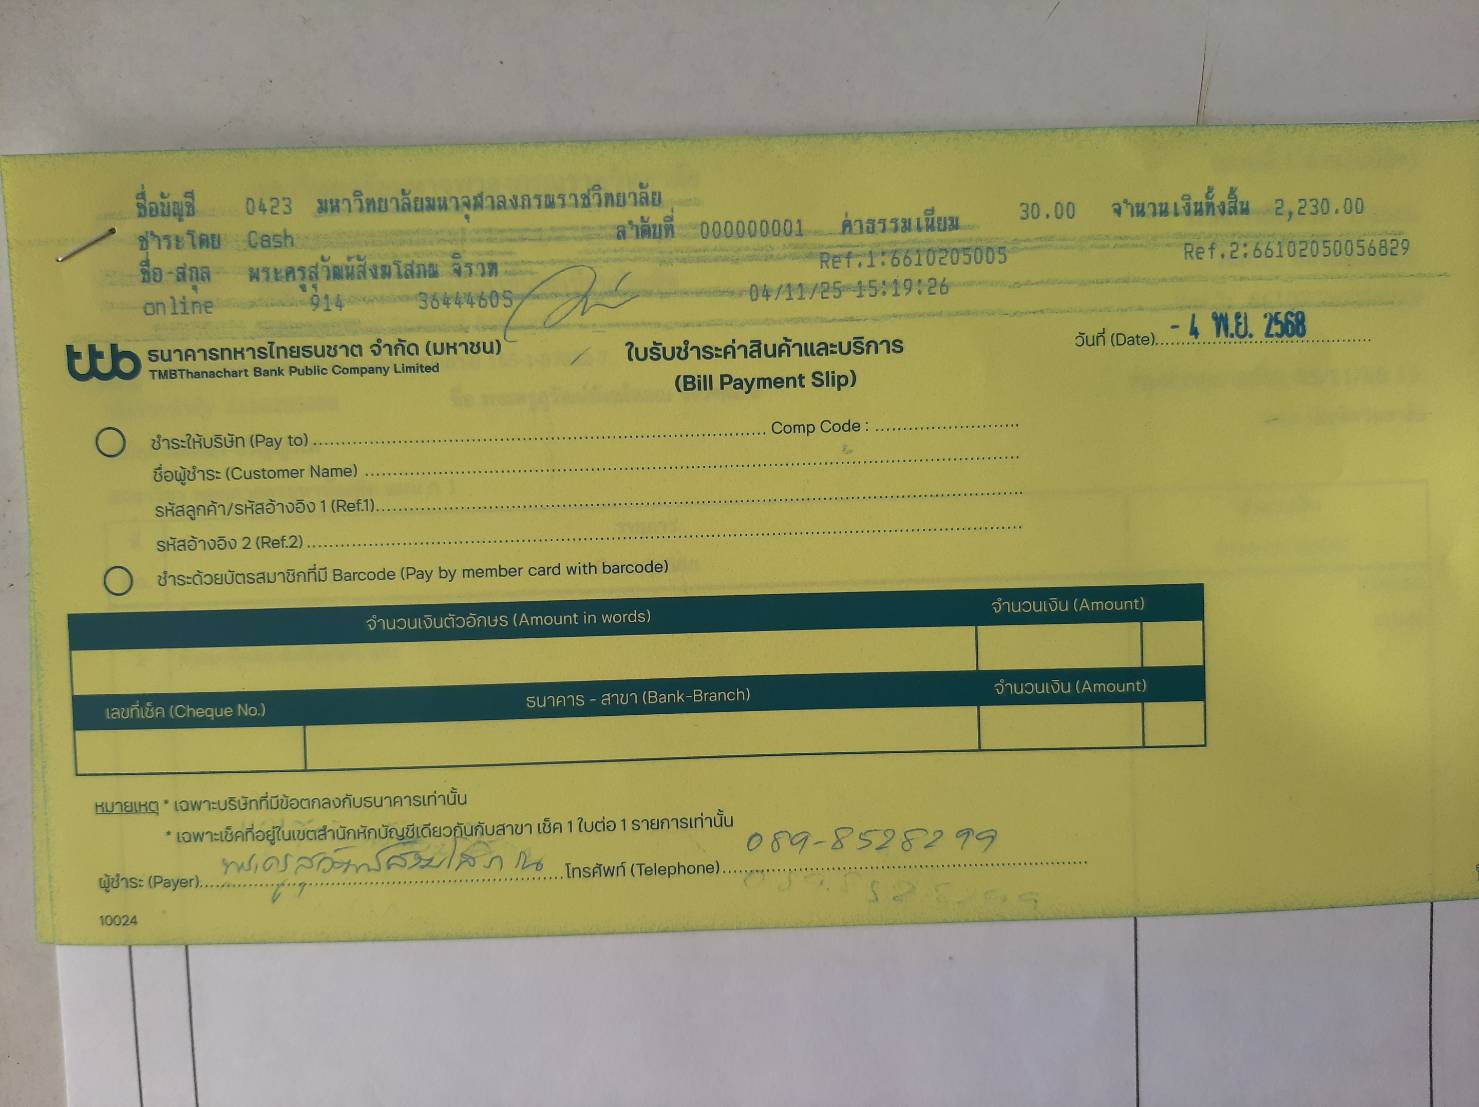 ชื่อบัญชี 0423 มหาวิทยาลัยมหาจุฬาลงกรณราชวิทยาลัย
ชำระโดย Cash ลำดับที่ 000000001 ค่าธรรมเนียม 30.00 จำนวนเงินทั้งสิ้น 2,230.00
ชื่อ-สกุล พระครูสุวัฒน์สังฆโสภณ จิรวฑ Ref.1:6610205005 Ref.2:66102050056829
online 914 36444605 04/11/25 15:19:26
ttb ธนาคารทหารไทยธนชาต จำกัด (มหาชน)
TMBThanachart Bank Public Company Limited
ใบรับชำระค่าสินค้าและบริการ
(Bill Payment Slip)
วันที่ (Date) - 4 พ.ย. 2568
ชำระให้บริษัท (Pay to) Comp Code :
ชื่อผู้ชำระ (Customer Name)
รหัสลูกค้า/รหัสอ้างอิง 1 (Ref.1)
รหัสอ้างอิง 2 (Ref.2)
ชำระด้วยบัตรสมาชิกที่มี Barcode (Pay by member card with barcode)
จำนวนเงินตัวอักษร (Amount in words) จำนวนเงิน (Amount)
เลขที่เช็ค (Cheque No.) ธนาคาร - สาขา (Bank-Branch) จำนวนเงิน (Amount)
หมายเหตุ * เฉพาะบริษัทที่มีข้อตกลงกับธนาคารเท่านั้น
* เฉพาะเช็คที่อยู่ในเขตสำนักหักบัญชีเดียวกันกับสาขา เช็ค 1 ใบต่อ 1 รายการเท่านั้น
ผู้ชำระ (Payer) พระครูสุวัฒน์สังฆโสภณ โทรศัพท์ (Telephone) 089-8528299
10024